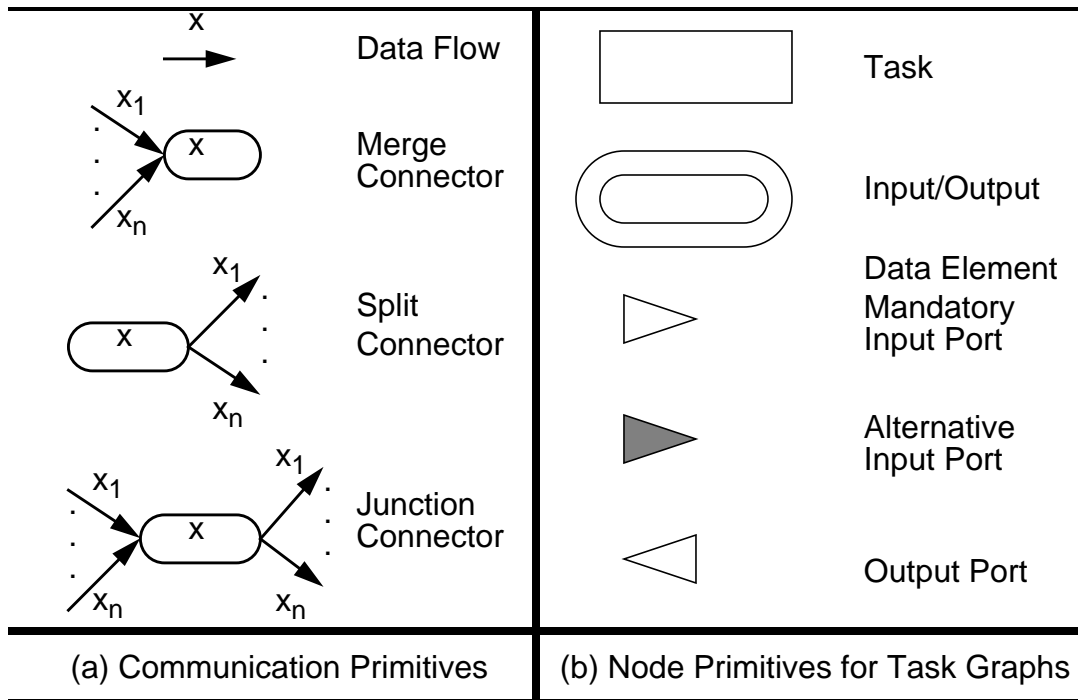 x
Data Flow
x1
x
xn
Merge
Connector
x1
x
xn
Split
Connector
x1
x1
x
xn
xn
Junction
Connector
(a) Communication Primitives
Task
Input/Output
Data Element
Mandatory
Input Port
Alternative
Input Port
Output Port
(b) Node Primitives for Task Graphs